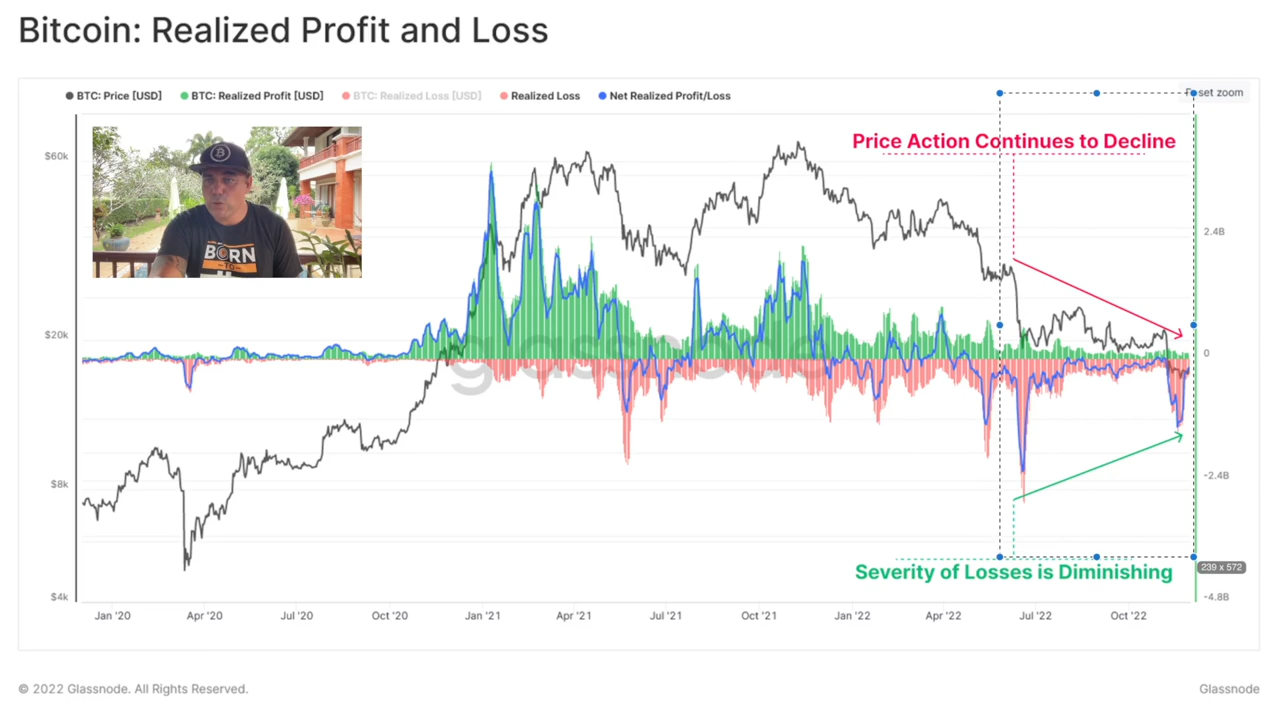 Bitcoin: Realized Profit and Loss
BTC: Price [USD]
BTC: Realized Profit [USD]
BTC: Realized Loss [USD]
Realized Loss
Net Realized Profit/Loss
set zoom
Price Action Continues to Decline
$60k
$20k
$8k
$4k
2.4B
0
-2.4B
-4.8B
BORN
TO
glassnode
239 x 572
Severity of Losses is Diminishing
Jan '20
Apr '20
Jul '20
Oct '20
Jan '21
Apr '21
Jul '21
Oct '21
Jan '22
Apr '22
Jul '22
Oct '22
© 2022 Glassnode. All Rights Reserved.
Glassnode